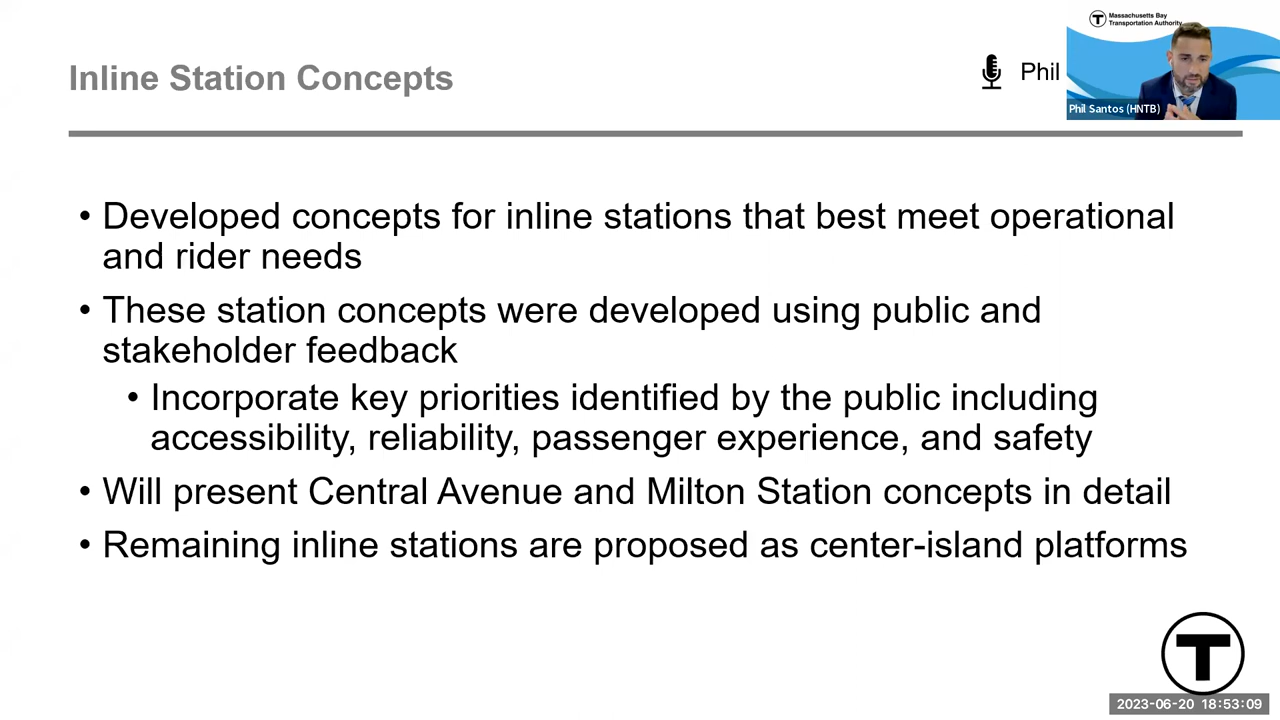 Massachusetts Bay
Transportation Authority
Inline Station Concepts
Phil
Phil Santos (HNTB)
• Developed concepts for inline stations that best meet operational
and rider needs
• These station concepts were developed using public and
stakeholder feedback
• Incorporate key priorities identified by the public including
accessibility, reliability, passenger experience, and safety
• Will present Central Avenue and Milton Station concepts in detail
• Remaining inline stations are proposed as center-island platforms
T
2023-06-20 18:53:09